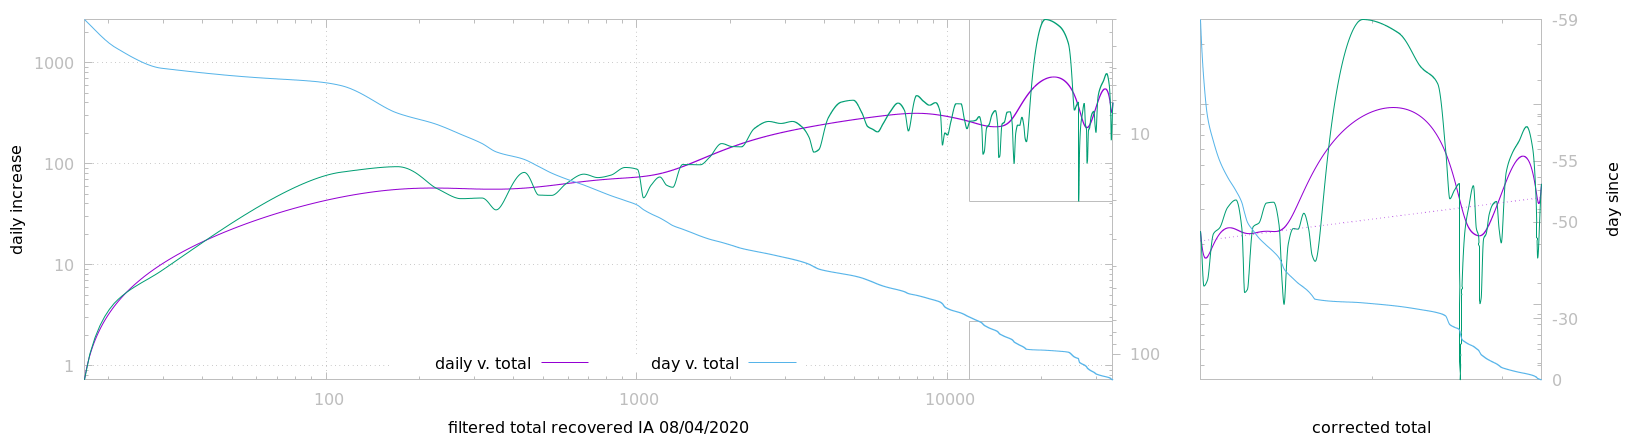 daily increase
1000
100
10
1
daily v. total
day v. total
100
1000
10000
filtered total recovered IA 08/04/2020
10
100
-59
-55
-50
-30
0
day since
corrected total